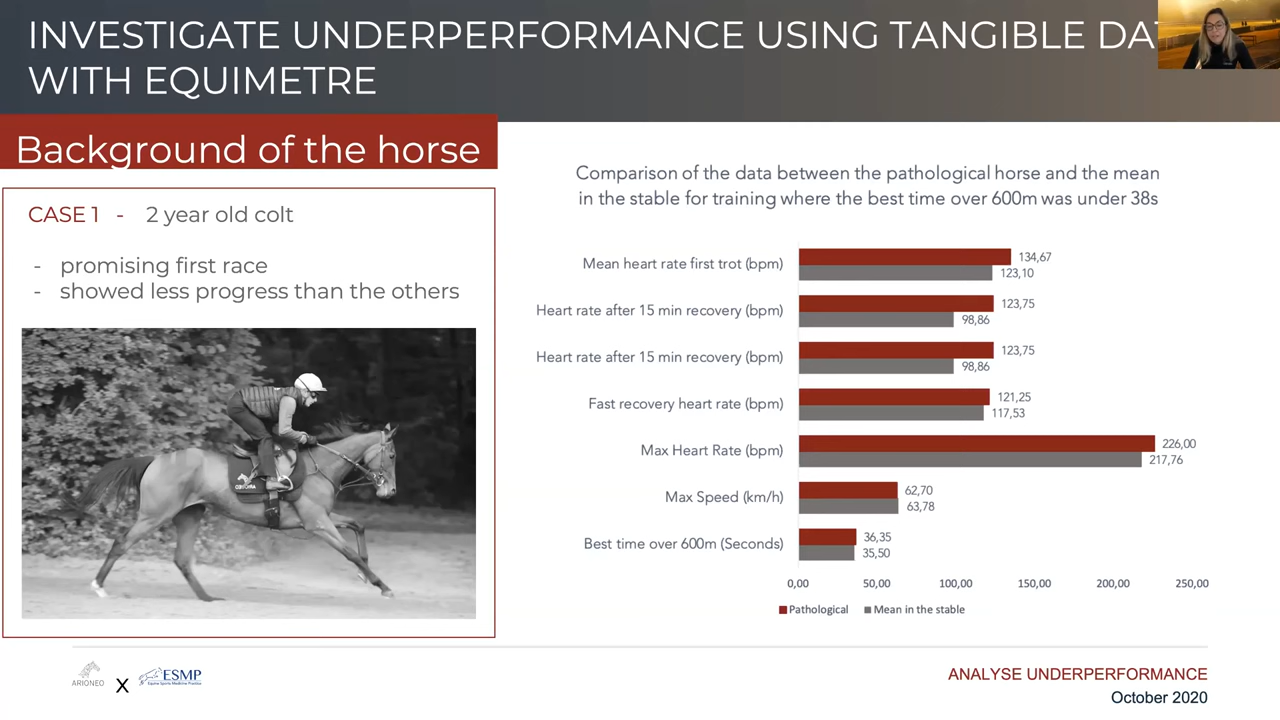 INVESTIGATE UNDERPERFORMANCE USING TANGIBLE DAT
WITH EQUIMETRE
Background of the horse
CASE 1 - 2 year old colt
- promising first race
- showed less progress than the others
Comparison of the data between the pathological horse and the mean
in the stable for training where the best time over 600m was under 38s
Mean heart rate first trot (bpm)
134,67
123,10
Heart rate after 15 min recovery (bpm)
123,75
98,86
Heart rate after 15 min recovery (bpm)
123,75
98,86
Fast recovery heart rate (bpm)
121,25
117,53
Max Heart Rate (bpm)
226,00
217,76
Max Speed (km/h)
62,70
63,78
Best time over 600m (Seconds)
36,35
35,50
0,00 50,00 100,00 150,00 200,00 250,00
Pathological Mean in the stable
ARIONEO X ESMP
Equine Sports Medicine Practice
ANALYSE UNDERPERFORMANCE
October 2020